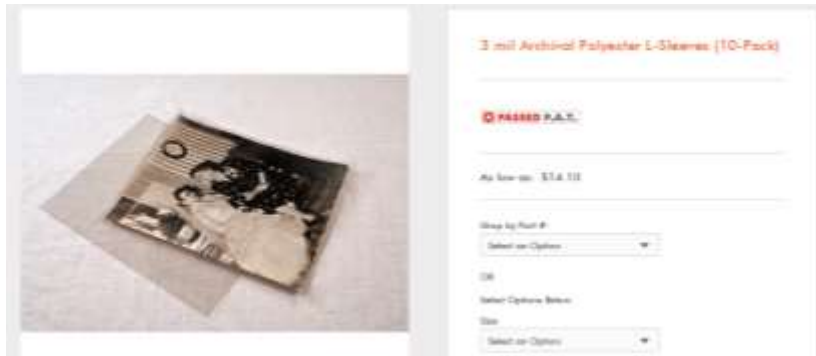 3 mil Archival Polyester L-Sleeves (10-Pack)
PASSED P.A.T.
As low as: $14.10
Shop by Part #
Select an Option
OR
Select Options Below
Size
Select an Option